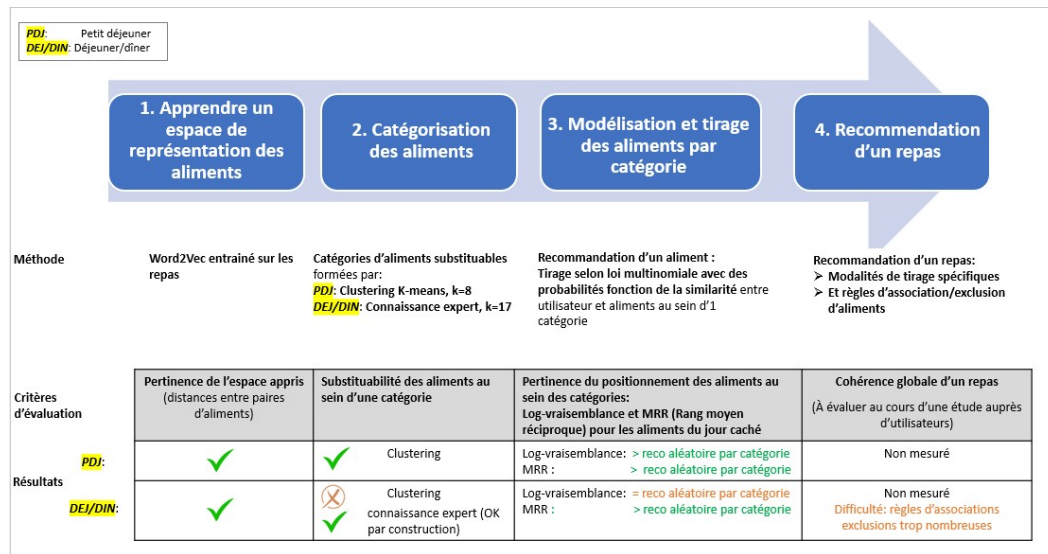 PDJ: Petit déjeuner
DEJ/DIN: Déjeuner/dîner
1. Apprendre un
espace de
représentation des
aliments
2. Catégorisation
des aliments
3. Modélisation et tirage
des aliments par
catégorie
4. Recommendation
d'un repas
Méthode
Word2Vec entrainé sur les
repas
Catégories d'aliments substituables
formées par:
PDJ: Clustering K-means, k=8
DEJ/DIN: Connaissance expert, k=17
Recommandation d'un aliment :
Tirage selon loi multinomiale avec des
probabilités fonction de la similarité entre
utilisateur et aliments au sein d'1
catégorie
Recommandation d'un repas:
➢ Modalités de tirage spécifiques
➢ Et règles d'association/exclusion
d'aliments
Critères
d'évaluation
Pertinence de l'espace appris
(distances entre paires
d'aliments)
Substituabilité des aliments au
sein d'une catégorie
Pertinence du positionnement des aliments au
sein des catégories:
Log-vraisemblance et MRR (Rang moyen
réciproque) pour les aliments du jour caché
Cohérence globale d'un repas
(À évaluer au cours d'une étude auprès
d'utilisateurs)
Résultats
PDJ:
Clustering
Log-vraisemblance: > reco aléatoire par catégorie
MRR : > reco aléatoire par catégorie
Non mesuré
DEJ/DIN:
Clustering
connaissance expert (OK
par construction)
Log-vraisemblance: = reco aléatoire par catégorie
MRR : > reco aléatoire par catégorie
Non mesuré
Difficulté: règles d'associations
exclusions trop nombreuses